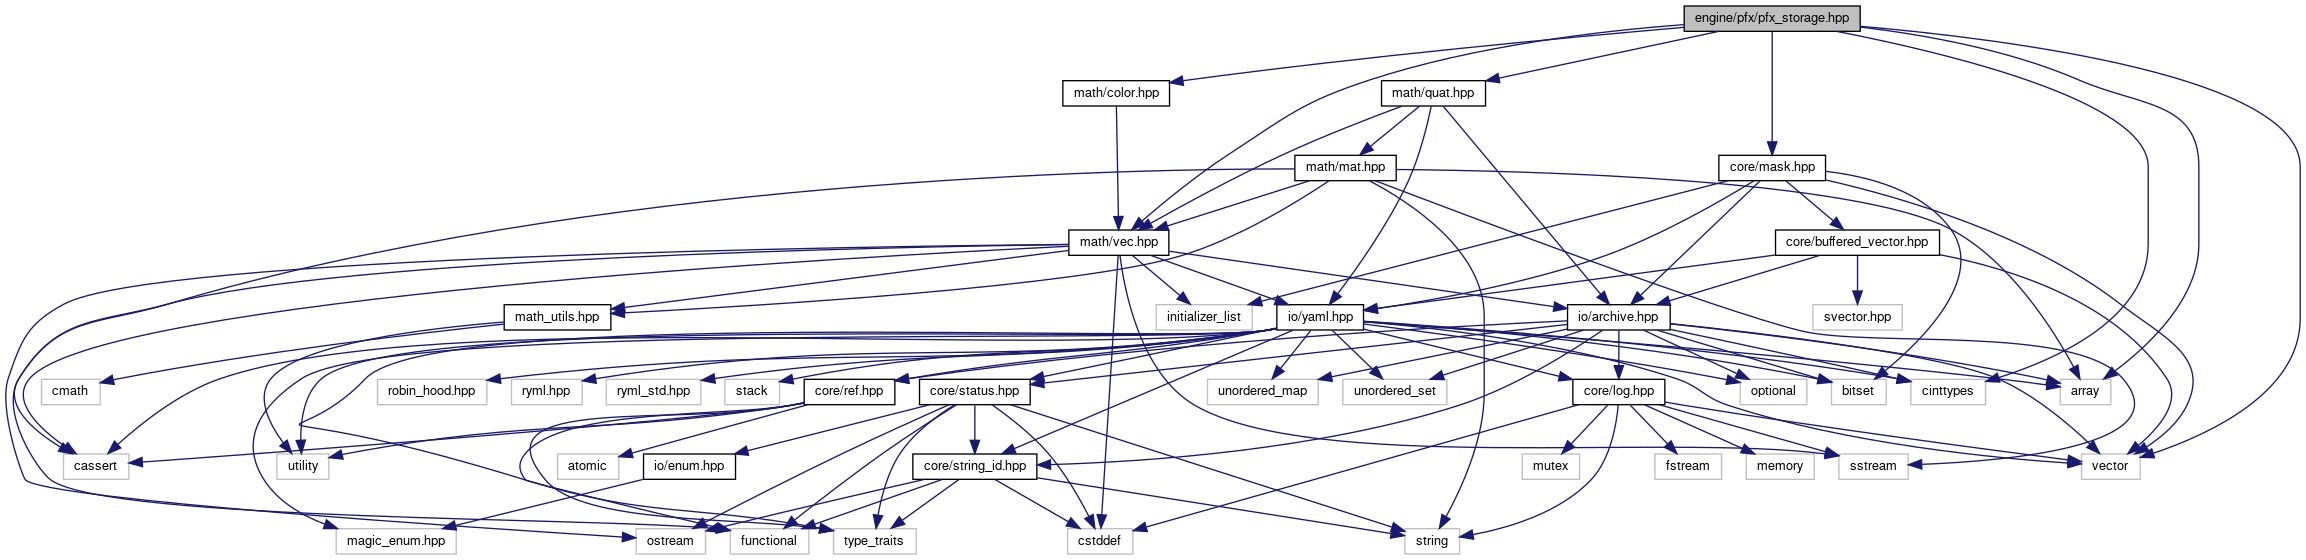 engine/pfx/pfx_storage.hpp
math/color.hpp
math/quat.hpp
math/mat.hpp
core/mask.hpp
math/vec.hpp
core/buffered_vector.hpp
math_utils.hpp
initializer_list
io/yaml.hpp
io/archive.hpp
svector.hpp
cmath
robin_hood.hpp
ryml.hpp
ryml_std.hpp
stack
core/ref.hpp
core/status.hpp
unordered_map
unordered_set
core/log.hpp
optional
bitset
cinttypes
array
cassert
utility
atomic
io/enum.hpp
core/string_id.hpp
mutex
fstream
memory
sstream
vector
magic_enum.hpp
ostream
functional
type_traits
cstddef
string